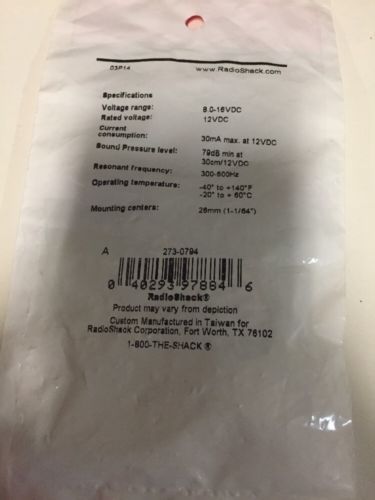 03P14
www.RadioShack.com
Specifications
Voltage range: 8.0-16VDC
Rated voltage: 12VDC
Current
consumption: 30mA max. at 12VDC
Sound Pressure level: 79dB min at
30cm/12VDC
Resonant frequency: 300-500Hz
Operating temperature: -40° to +140°F
-20° to + 60°C
Mounting centers: 26mm (1-1/64")
A 273-0794
0 40293 97884 6
RadioShack®
Product may vary from depiction
Custom Manufactured in Taiwan for
RadioShack Corporation, Fort Worth, TX 76102
1-800-THE-SHACK ®